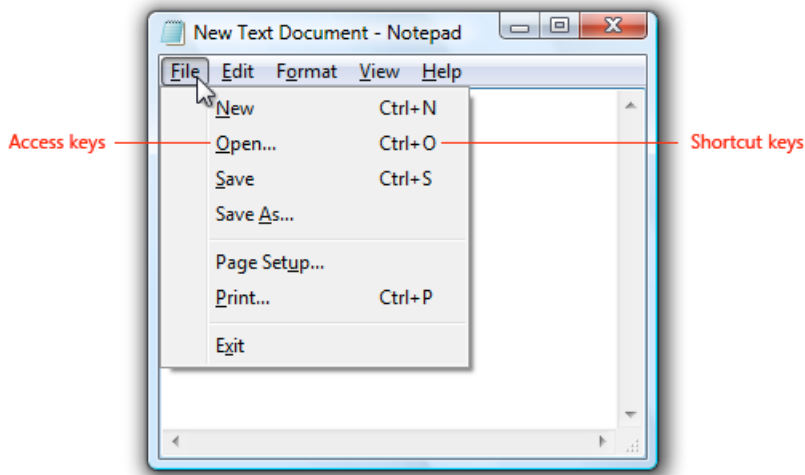 New Text Document - Notepad
File Edit Format View Help
New Ctrl+N
Access keys Open... Ctrl+O Shortcut keys
Save Ctrl+S
Save As...
Page Setup...
Print... Ctrl+P
Exit